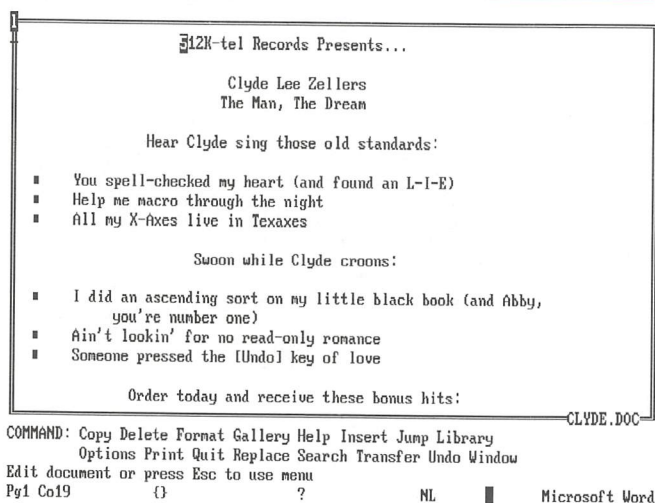 1
512K-tel Records Presents...
Clyde Lee Zellers
The Man, The Dream
Hear Clyde sing those old standards:
You spell-checked my heart (and found an L-I-E)
Help me macro through the night
All my X-Axes live in Texaxes
Swoon while Clyde croons:
I did an ascending sort on my little black book (and Abby,
you're number one)
Ain't lookin' for no read-only romance
Someone pressed the [Undo] key of love
Order today and receive these bonus hits:
CLYDE.DOC
COMMAND: Copy Delete Format Gallery Help Insert Jump Library
Options Print Quit Replace Search Transfer Undo Window
Edit document or press Esc to use menu
Pg1 Co19 {} ? NL Microsoft Word